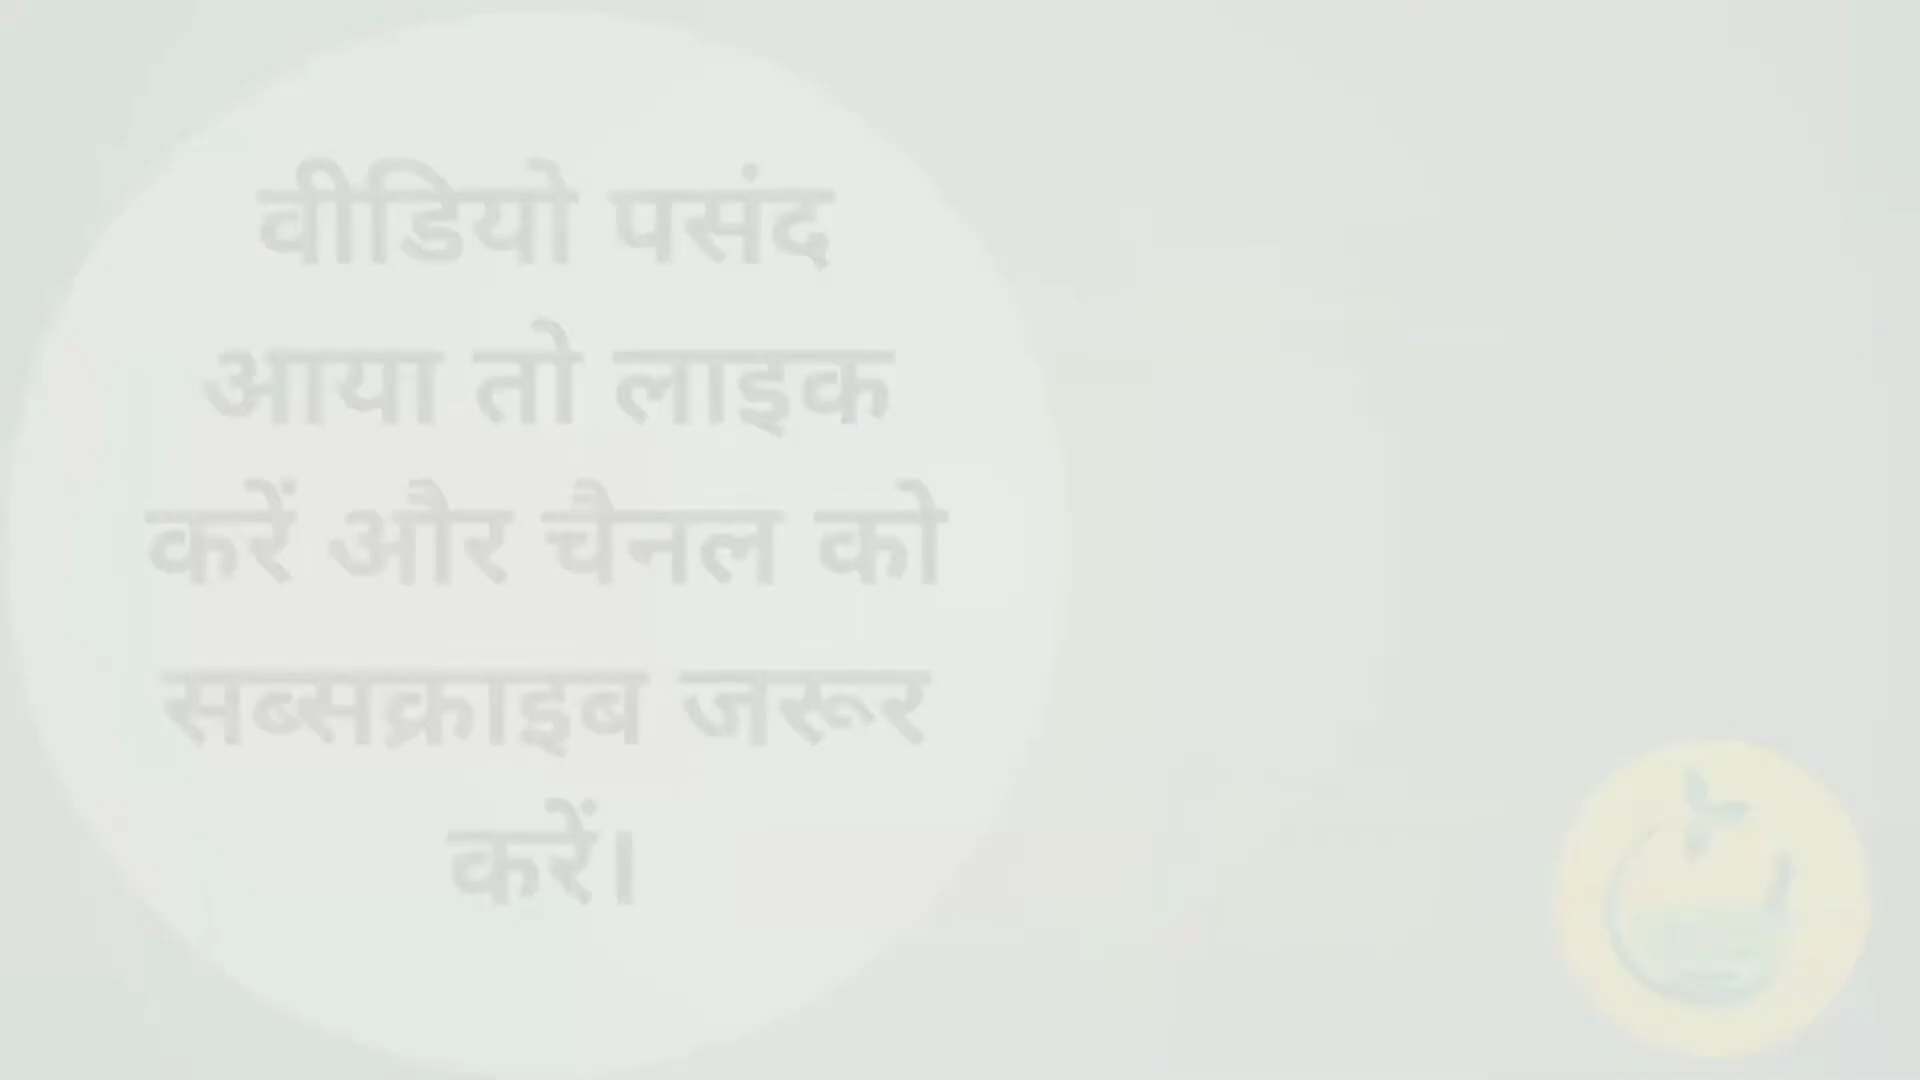 वीडियो पसंद
आया तो लाइक
करें और चैनल को
सब्सक्राइब जरूर
करें।